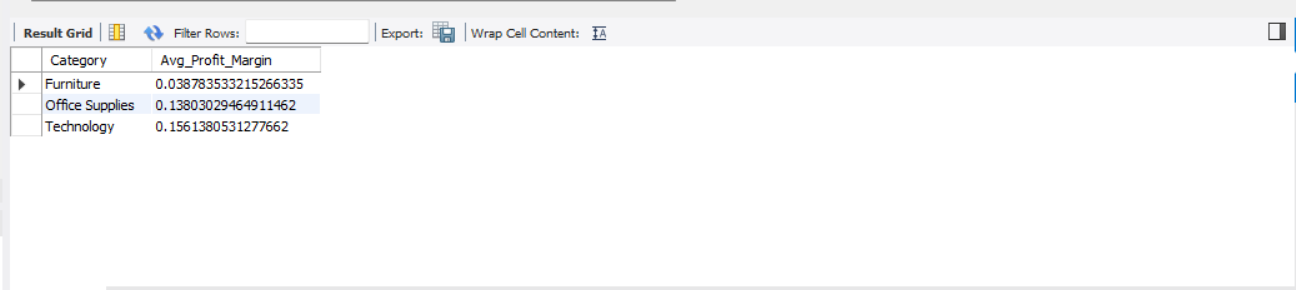 Result Grid Filter Rows: Export: Wrap Cell Content: IA
Category Avg_Profit_Margin
Furniture 0.038783533215266335
Office Supplies 0.13803029464911462
Technology 0.1561380531277662